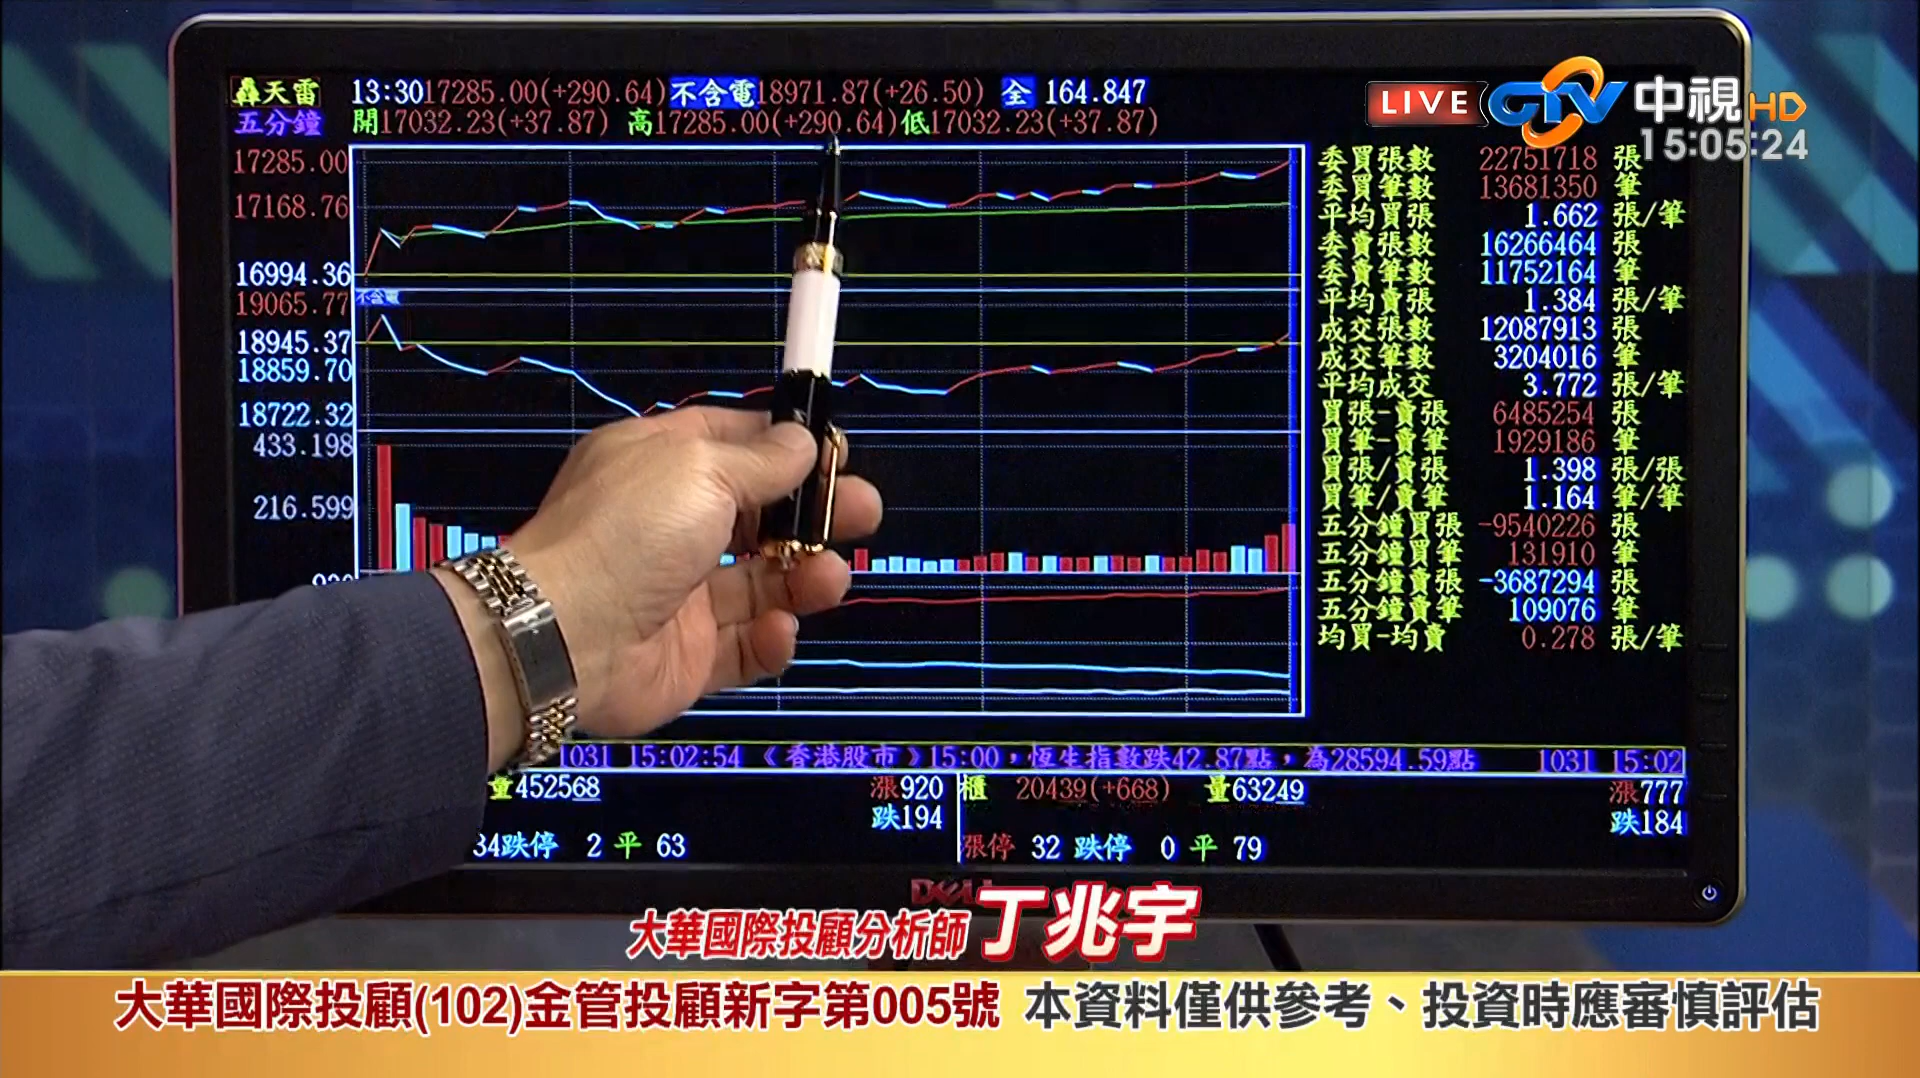 轟天雷 13:30 17285.00(+290.64) 不含電 18971.87(+26.50) 全 164.847
五分鐘 開17032.23(+37.87) 高17285.00(+290.64) 低17032.23(+37.87)
LIVE CTV 中視HD
15:05:24
17285.00
17168.76
16994.36
19065.77 不含電
18945.37
18859.70
18722.32
433.198
216.599
委買張數 22751718 張
委買筆數 13681350 筆
平均買張 1.662 張/筆
委賣張數 16266464 張
委賣筆數 11752164 筆
平均賣張 1.384 張/筆
成交張數 12087913 張
成交筆數 3204016 筆
平均成交 3.772 張/筆
買張-賣張 6485254 張
買筆-賣筆 1929186 筆
買張/賣張 1.398 張/張
買筆/賣筆 1.164 筆/筆
五分鐘買張 -9540226 張
五分鐘買筆 131910 筆
五分鐘賣張 -3687294 張
五分鐘賣筆 109076 筆
均買-均賣 0.278 張/筆
1031 15:02:54 《香港股市》15:00，恆生指數跌42.87點，為28594.59點 1031 15:02
量452568 漲920 櫃 20439(+668) 量63249 漲777
跌194 跌184
34跌停 2 平 63 漲停 32 跌停 0 平 79
DELL
大華國際投顧分析師 丁兆宇
大華國際投顧(102)金管投顧新字第005號 本資料僅供參考、投資時應審慎評估